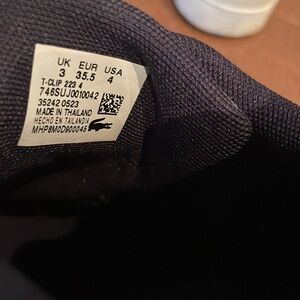 UK EUR USA
3 35.5 4
T-CLIP 223 4
746SUJ0010042
35242 0523
MADE IN THAILAND
HECHO EN TAILANDIA
MHP8M0D900045